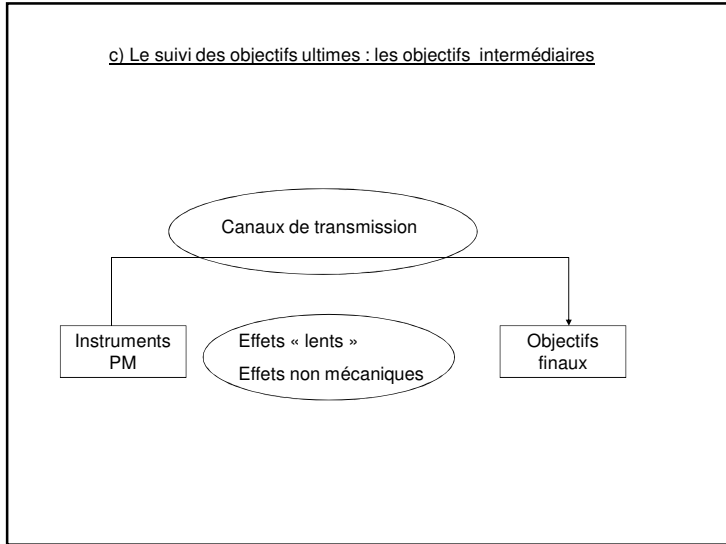 c) Le suivi des objectifs ultimes : les objectifs intermédiaires
Canaux de transmission
Instruments
PM
Effets « lents »
Effets non mécaniques
Objectifs
finaux